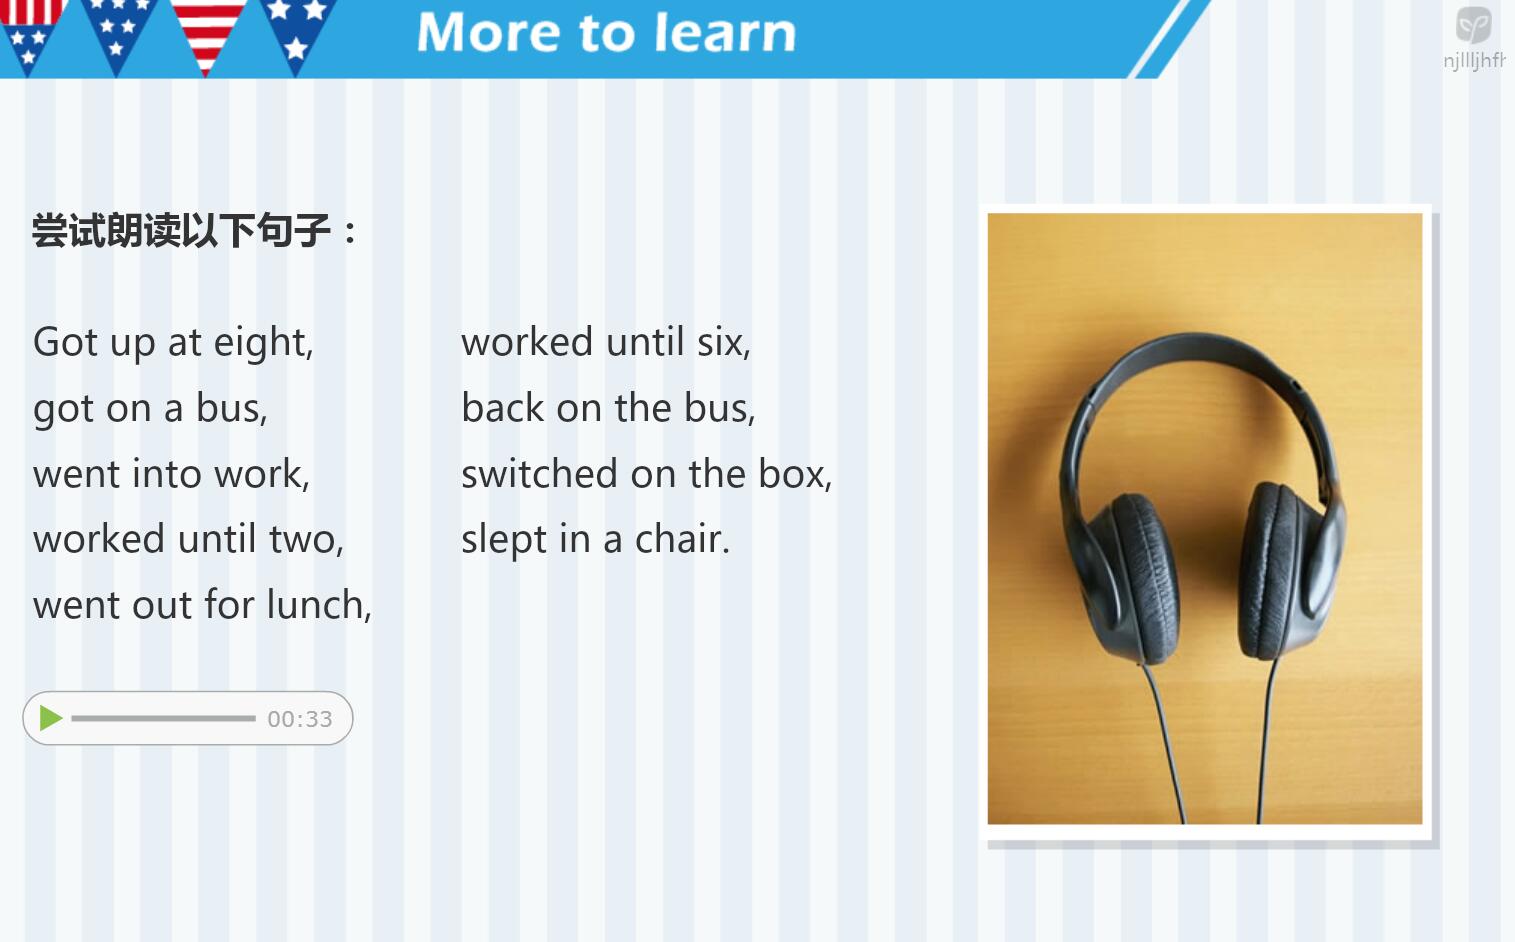 More to learn
njllljhfh
尝试朗读以下句子：
Got up at eight,
got on a bus,
went into work,
worked until two,
went out for lunch,
worked until six,
back on the bus,
switched on the box,
slept in a chair.
00:33